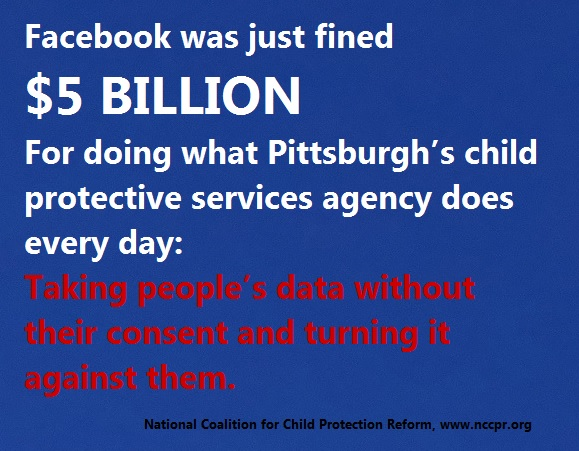 Facebook was just fined
$5 BILLION
For doing what Pittsburgh’s child
protective services agency does
every day:
Taking people’s data without
their consent and turning it
against them.
National Coalition for Child Protection Reform, www.nccpr.org